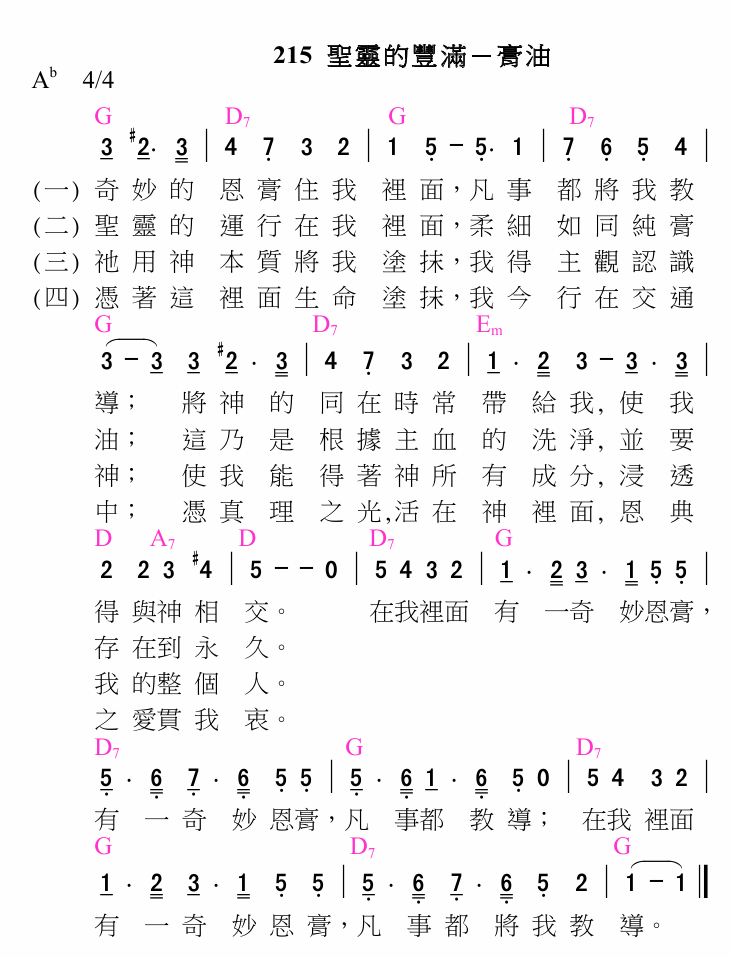 215 聖靈的豐滿－膏油
A♭ 4/4
G D7 G D7
3 #2. 3 | 4 7 3 2 | 1 5 – 5. 1 | 7 6 5 4 |
(一) 奇妙的 恩膏住我 裡面，凡事 都將我教
(二) 聖靈的 運行在我 裡面，柔細 如同純膏
(三) 祂用神 本質將我 塗抹，我得 主觀認識
(四) 憑著這 裡面生命 塗抹，我今 行在交通
G D7 Em
3 – 3 3 #2 . 3 | 4 7 3 2 | 1 . 2 3 – 3 . 3 |
導； 將神 的 同在時常 帶 給我, 使 我
油； 這乃 是 根據主血 的 洗淨, 並 要
神； 使我 能 得著神所 有 成分, 浸 透
中； 憑真 理 之光,活在 神 裡面, 恩 典
D A7 D D7 G
2 2 3 #4 | 5 – – 0 | 5 4 3 2 | 1 . 2 3 . 1 5 5 |
得 與神相 交。 在我裡面 有 一奇 妙恩膏，
存 在到永 久。
我 的整個 人。
之 愛貫我 衷。
D7 G D7
5 . 6 7 . 6 5 5 | 5 . 6 1 . 6 5 0 | 5 4 3 2 |
有 一奇 妙恩膏，凡 事都 教導； 在我裡面
G D7 G
1 . 2 3 . 1 5 5 | 5 . 6 7 . 6 5 2 | 1 – 1 ‖
有 一奇 妙恩膏，凡 事都 將我教 導。